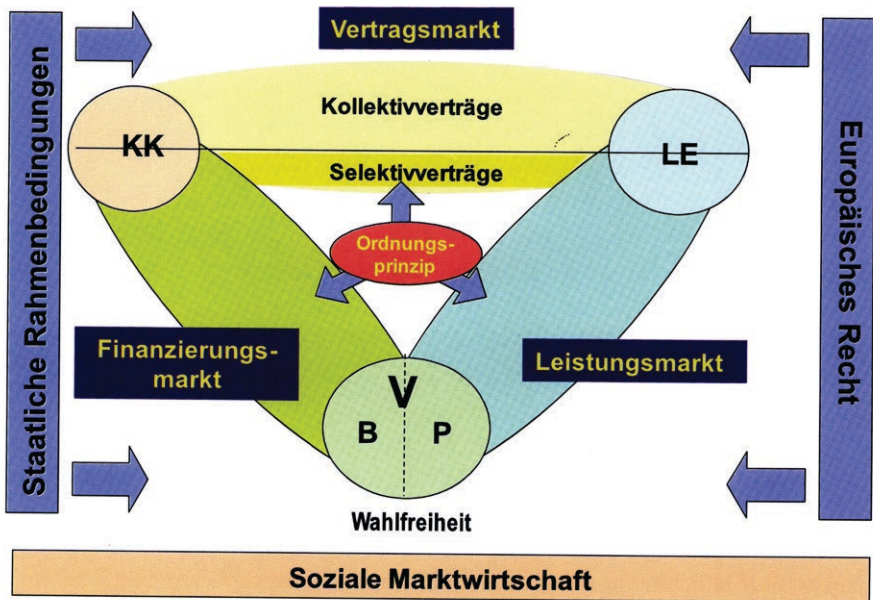 Vertragsmarkt
Staatliche Rahmenbedingungen
Kollektivverträge
KK
LE
Selektivverträge
Europäisches Recht
Ordnungs-
prinzip
Finanzierungs-
markt
Leistungsmarkt
V
B P
Wahlfreiheit
Soziale Marktwirtschaft